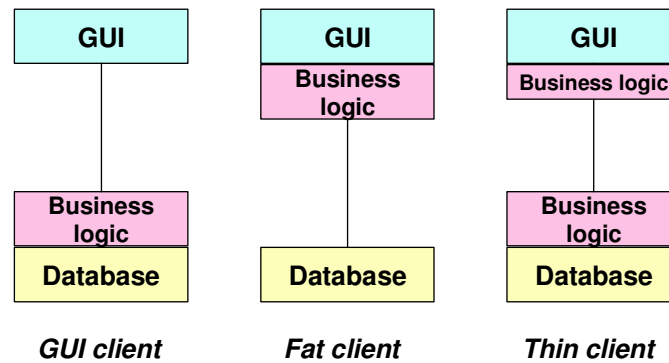 GUI
GUI
GUI
Business
logic
Business logic
Business
logic
Database
Database
Business
logic
Database
GUI client
Fat client
Thin client